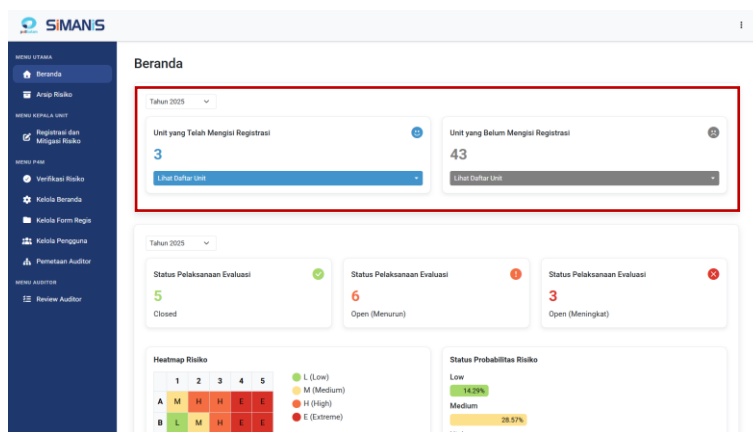 SiMANiS
MENU UTAMA
Beranda
Arsip Risiko
MENU KEPALA UNIT
Registrasi dan
Mitigasi Risiko
MENU P4M
Verifikasi Risiko
Kelola Beranda
Kelola Form Regis
Kelola Pengguna
Pemetaan Auditor
MENU AUDITOR
Review Auditor
Beranda
Tahun 2025
Unit yang Telah Mengisi Registrasi
3
Lihat Daftar Unit
Unit yang Belum Mengisi Registrasi
43
Lihat Daftar Unit
Tahun 2025
Status Pelaksanaan Evaluasi
5
Closed
Status Pelaksanaan Evaluasi
6
Open (Menurun)
Status Pelaksanaan Evaluasi
3
Open (Meningkat)
Heatmap Risiko
1 2 3 4 5
A M H H E E
B L M H E E
L (Low)
M (Medium)
H (High)
E (Extreme)
Status Probabilitas Risiko
Low
14.29%
Medium
28.57%